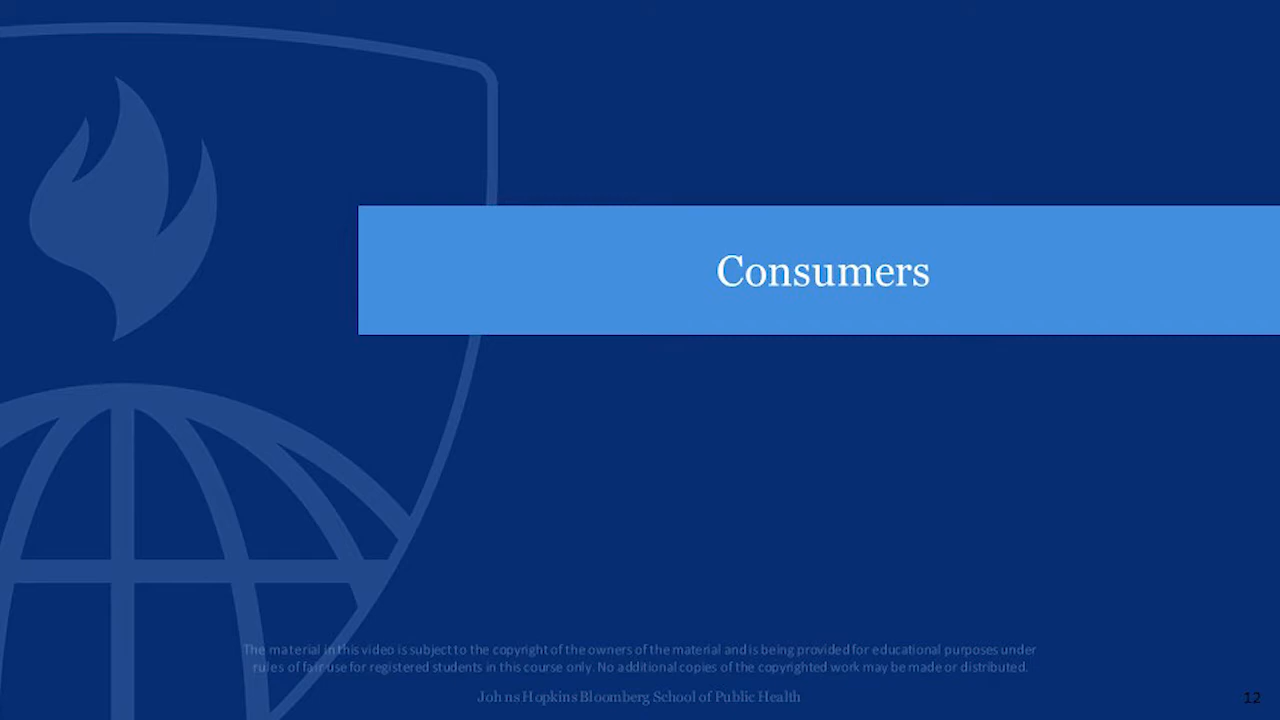 Consumers
The material in this video is subject to the copyright of the owners of the material and is being provided for educational purposes under
rules of fair use for registered students in this course only. No additional copies of the copyrighted work may be made or distributed.
Johns Hopkins Bloomberg School of Public Health
12